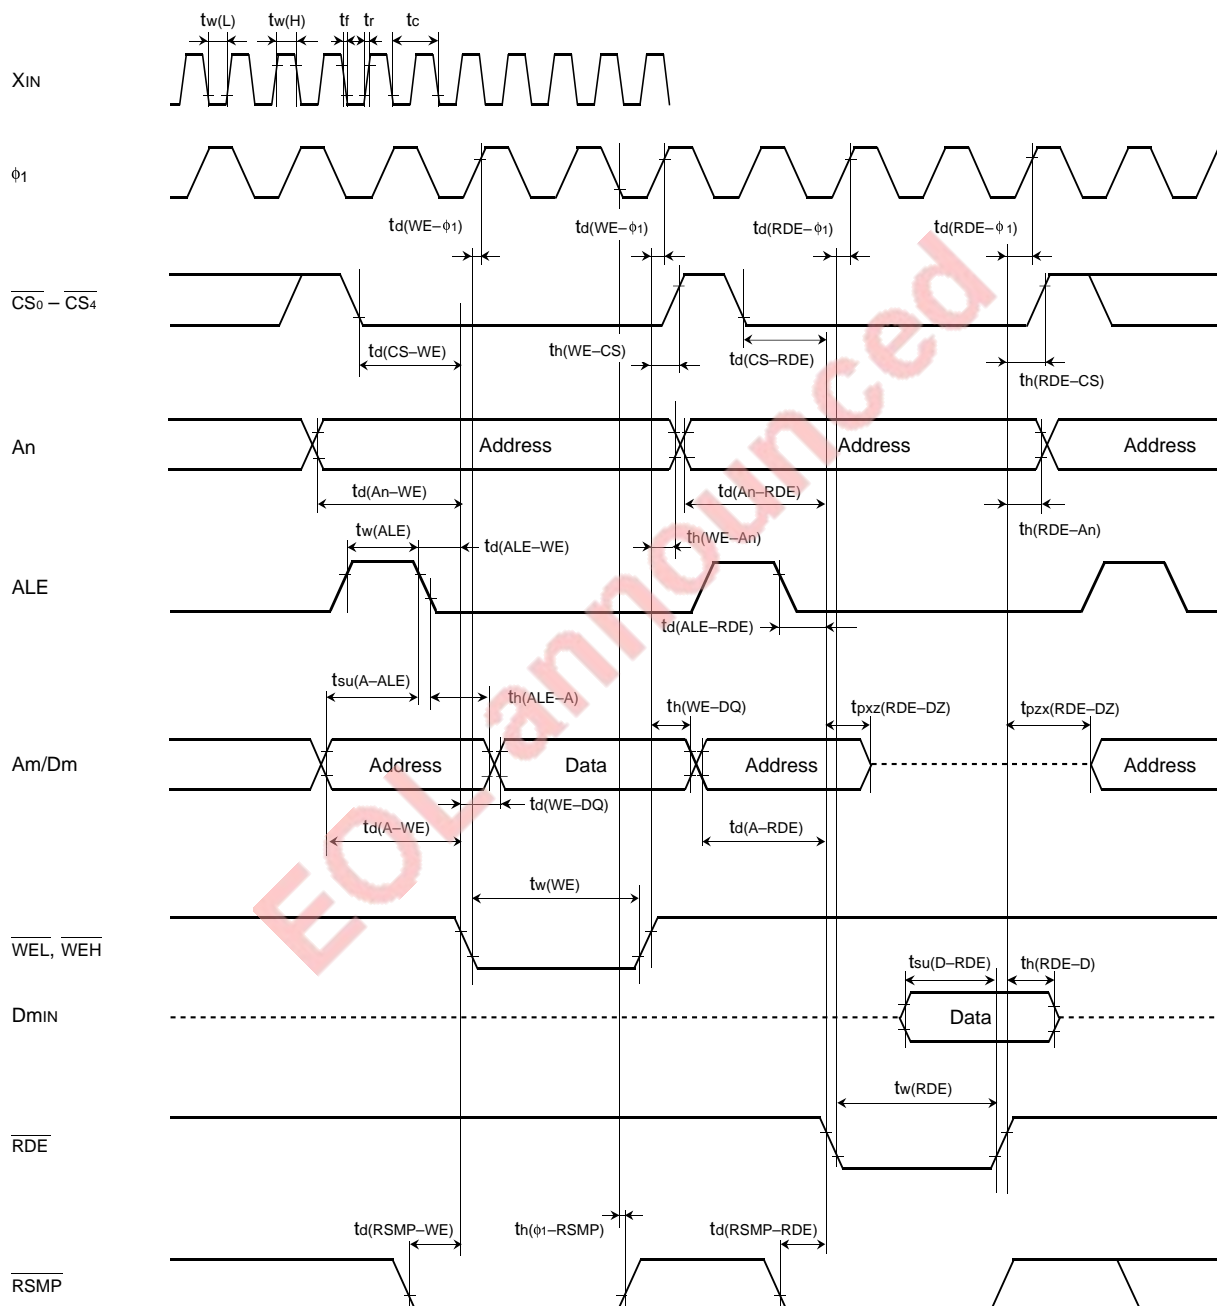 tw(L) tw(H) tf tr tc
XIN
ϕ1
td(WE–ϕ1) td(WE–ϕ1) td(RDE–ϕ1) td(RDE–ϕ1)
CS0 – CS4
td(CS–WE) th(WE–CS) td(CS–RDE) th(RDE–CS)
An Address Address Address
td(An–WE) td(An–RDE)
tw(ALE) td(ALE–WE) th(WE–An) th(RDE–An)
ALE
td(ALE–RDE)
tsu(A–ALE) th(ALE–A) th(WE–DQ) tpxz(RDE–DZ) tpzx(RDE–DZ)
Am/Dm Address Data Address Address
td(WE–DQ)
td(A–WE) td(A–RDE)
tw(WE)
WEL, WEH
tsu(D–RDE) th(RDE–D)
DmIN Data
tw(RDE)
RDE
td(RSMP–WE) th(ϕ1–RSMP) td(RSMP–RDE)
RSMP
EOL announced